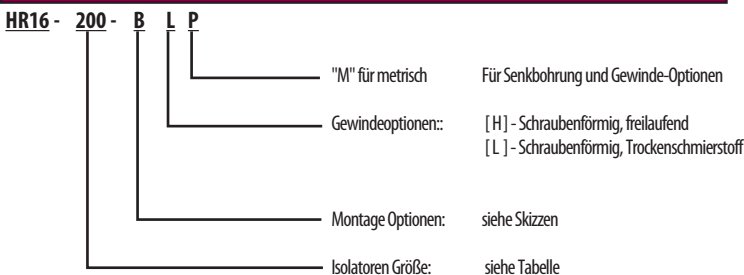 HR16 - 200 - B L P
"M" für metrisch Für Senkbohrung und Gewinde-Optionen
Gewindeoptionen:: [ H ] - Schraubenförmig, freilaufend
[ L ] - Schraubenförmig, Trockenschmierstoff
Montage Optionen: siehe Skizzen
Isolatoren Größe: siehe Tabelle